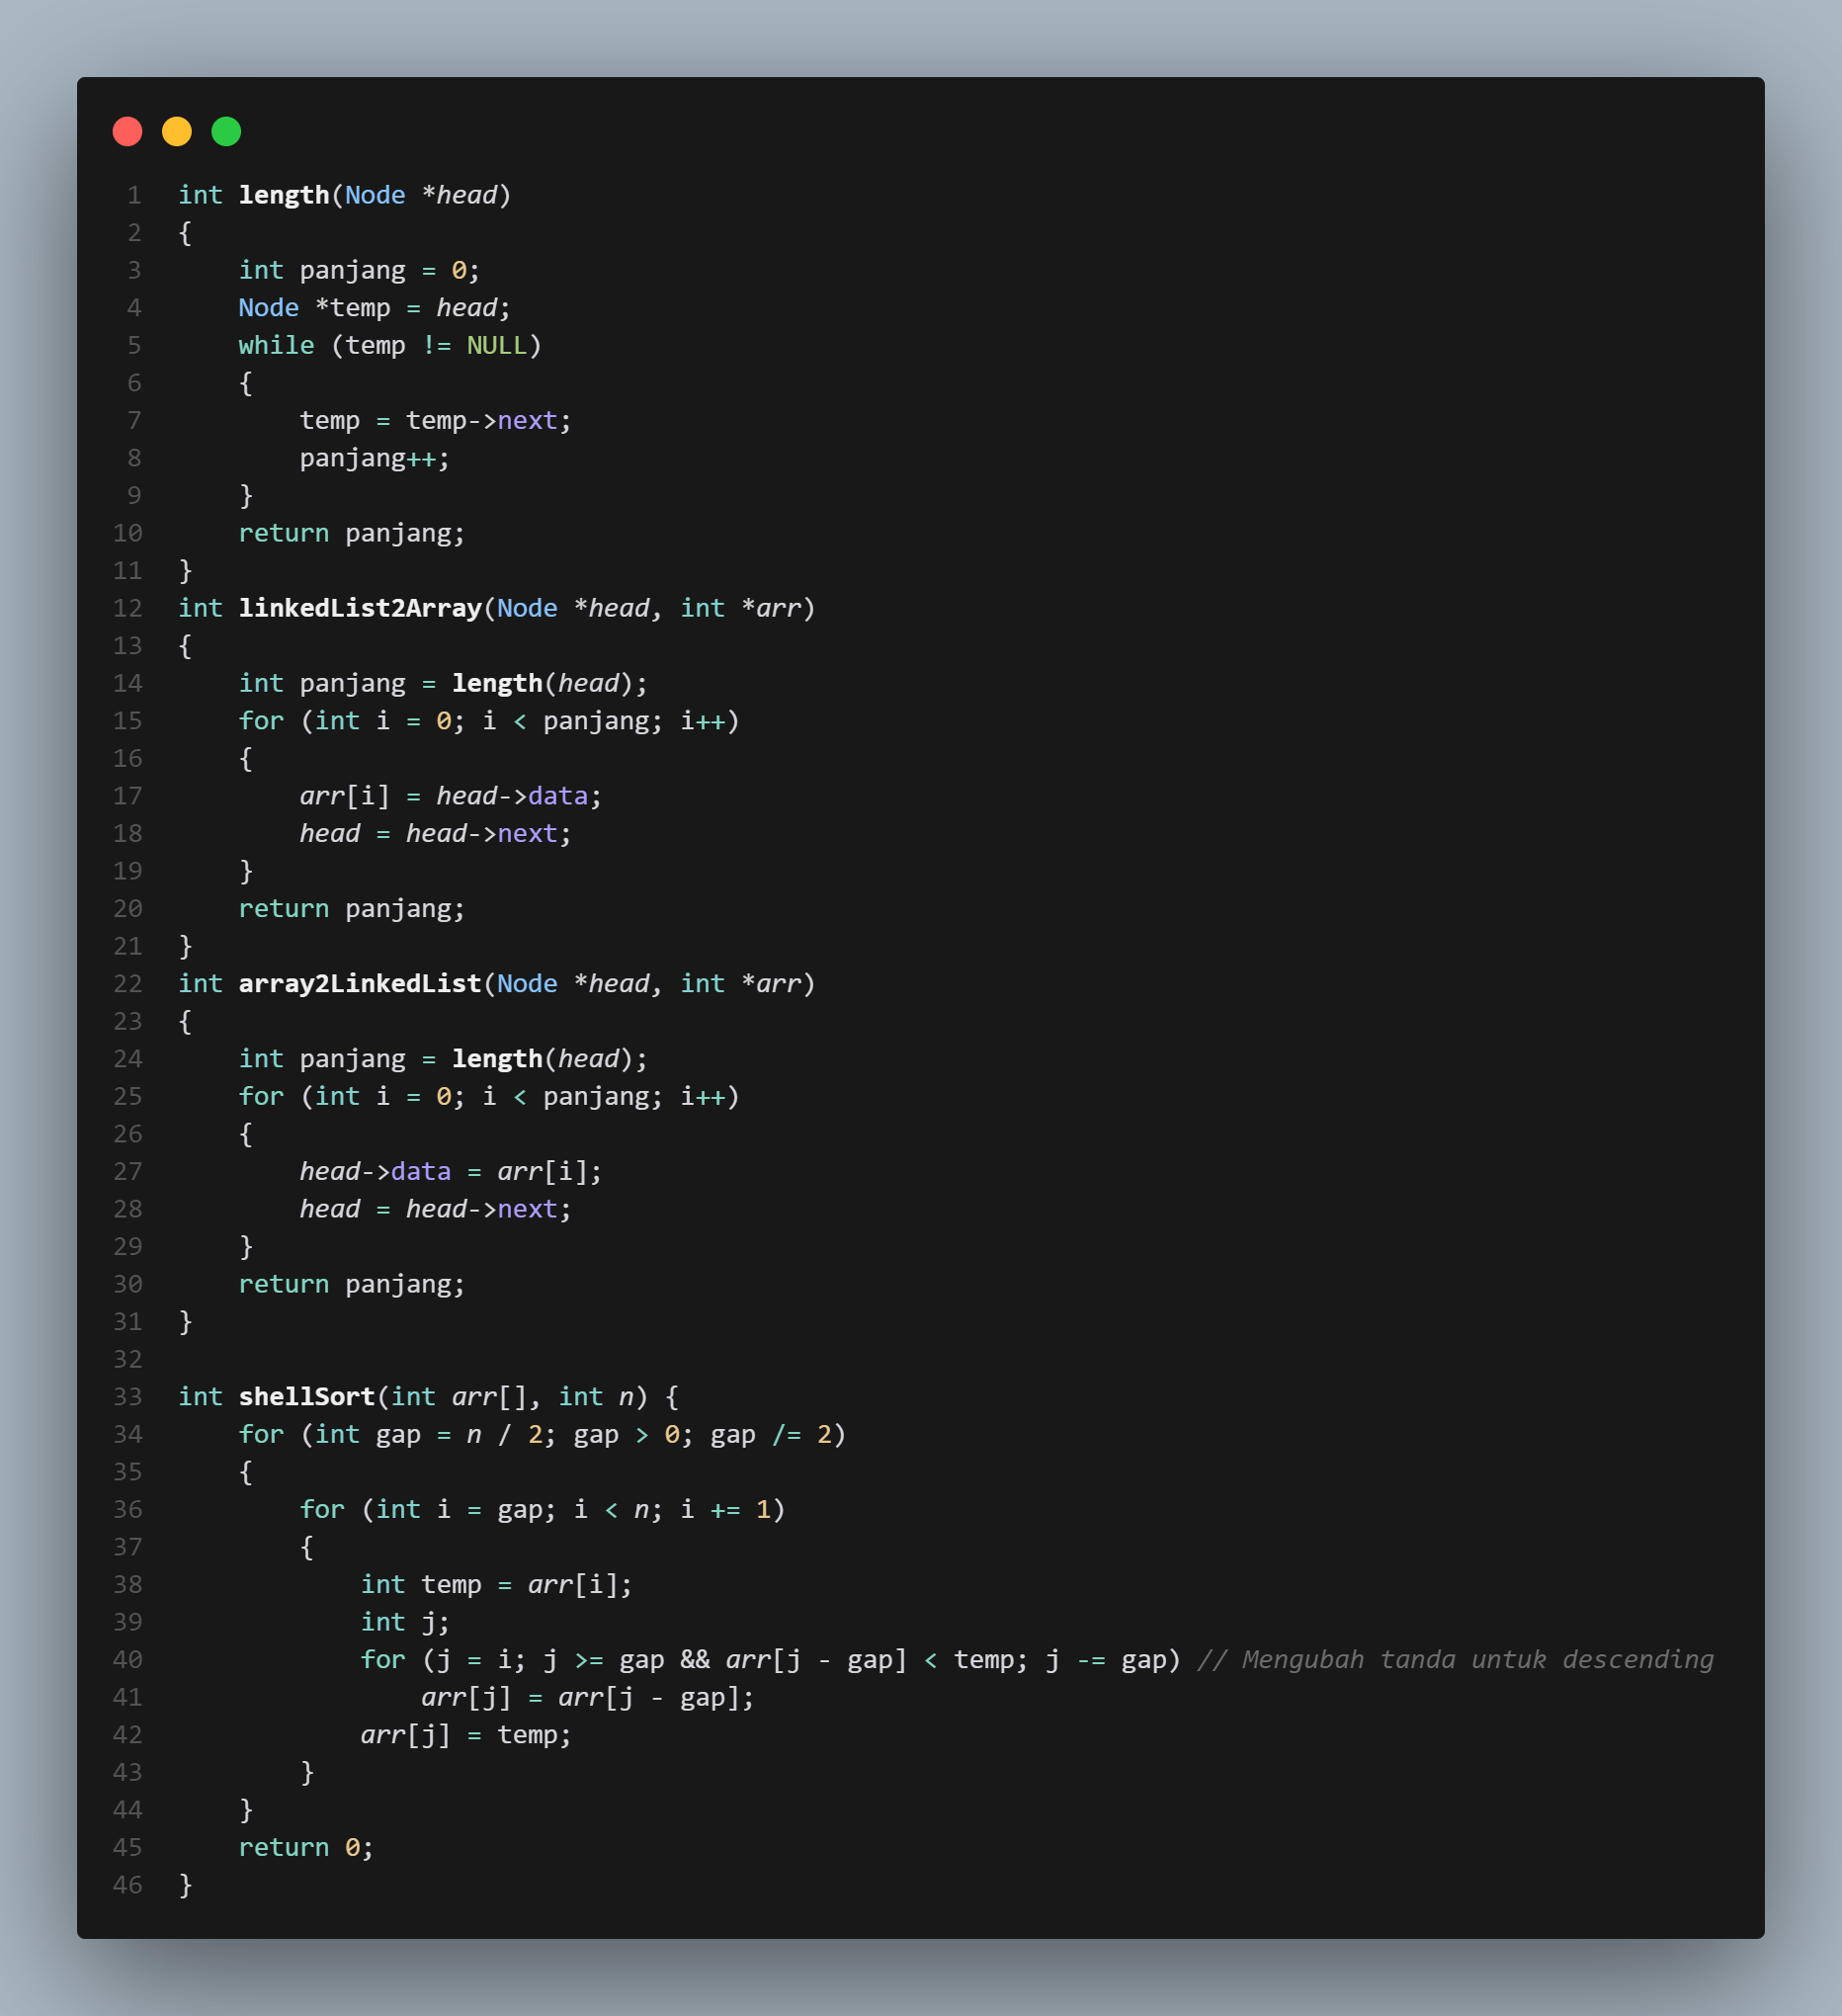 1 int length(Node *head)
2 {
3     int panjang = 0;
4     Node *temp = head;
5     while (temp != NULL)
6     {
7         temp = temp->next;
8         panjang++;
9     }
10     return panjang;
11 }
12 int linkedList2Array(Node *head, int *arr)
13 {
14     int panjang = length(head);
15     for (int i = 0; i < panjang; i++)
16     {
17         arr[i] = head->data;
18         head = head->next;
19     }
20     return panjang;
21 }
22 int array2LinkedList(Node *head, int *arr)
23 {
24     int panjang = length(head);
25     for (int i = 0; i < panjang; i++)
26     {
27         head->data = arr[i];
28         head = head->next;
29     }
30     return panjang;
31 }
32
33 int shellSort(int arr[], int n) {
34     for (int gap = n / 2; gap > 0; gap /= 2)
35     {
36         for (int i = gap; i < n; i += 1)
37         {
38             int temp = arr[i];
39             int j;
40             for (j = i; j >= gap && arr[j - gap] < temp; j -= gap) // Mengubah tanda untuk descending
41                 arr[j] = arr[j - gap];
42             arr[j] = temp;
43         }
44     }
45     return 0;
46 }